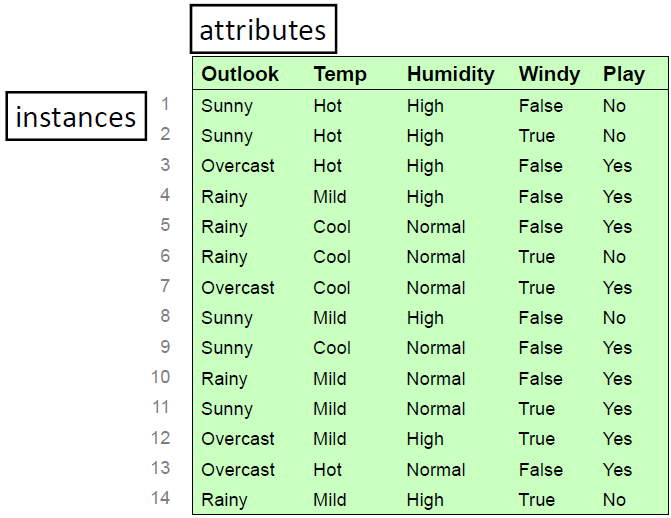 attributes
instances
Outlook Temp Humidity Windy Play
1 Sunny Hot High False No
2 Sunny Hot High True No
3 Overcast Hot High False Yes
4 Rainy Mild High False Yes
5 Rainy Cool Normal False Yes
6 Rainy Cool Normal True No
7 Overcast Cool Normal True Yes
8 Sunny Mild High False No
9 Sunny Cool Normal False Yes
10 Rainy Mild Normal False Yes
11 Sunny Mild Normal True Yes
12 Overcast Mild High True Yes
13 Overcast Hot Normal False Yes
14 Rainy Mild High True No